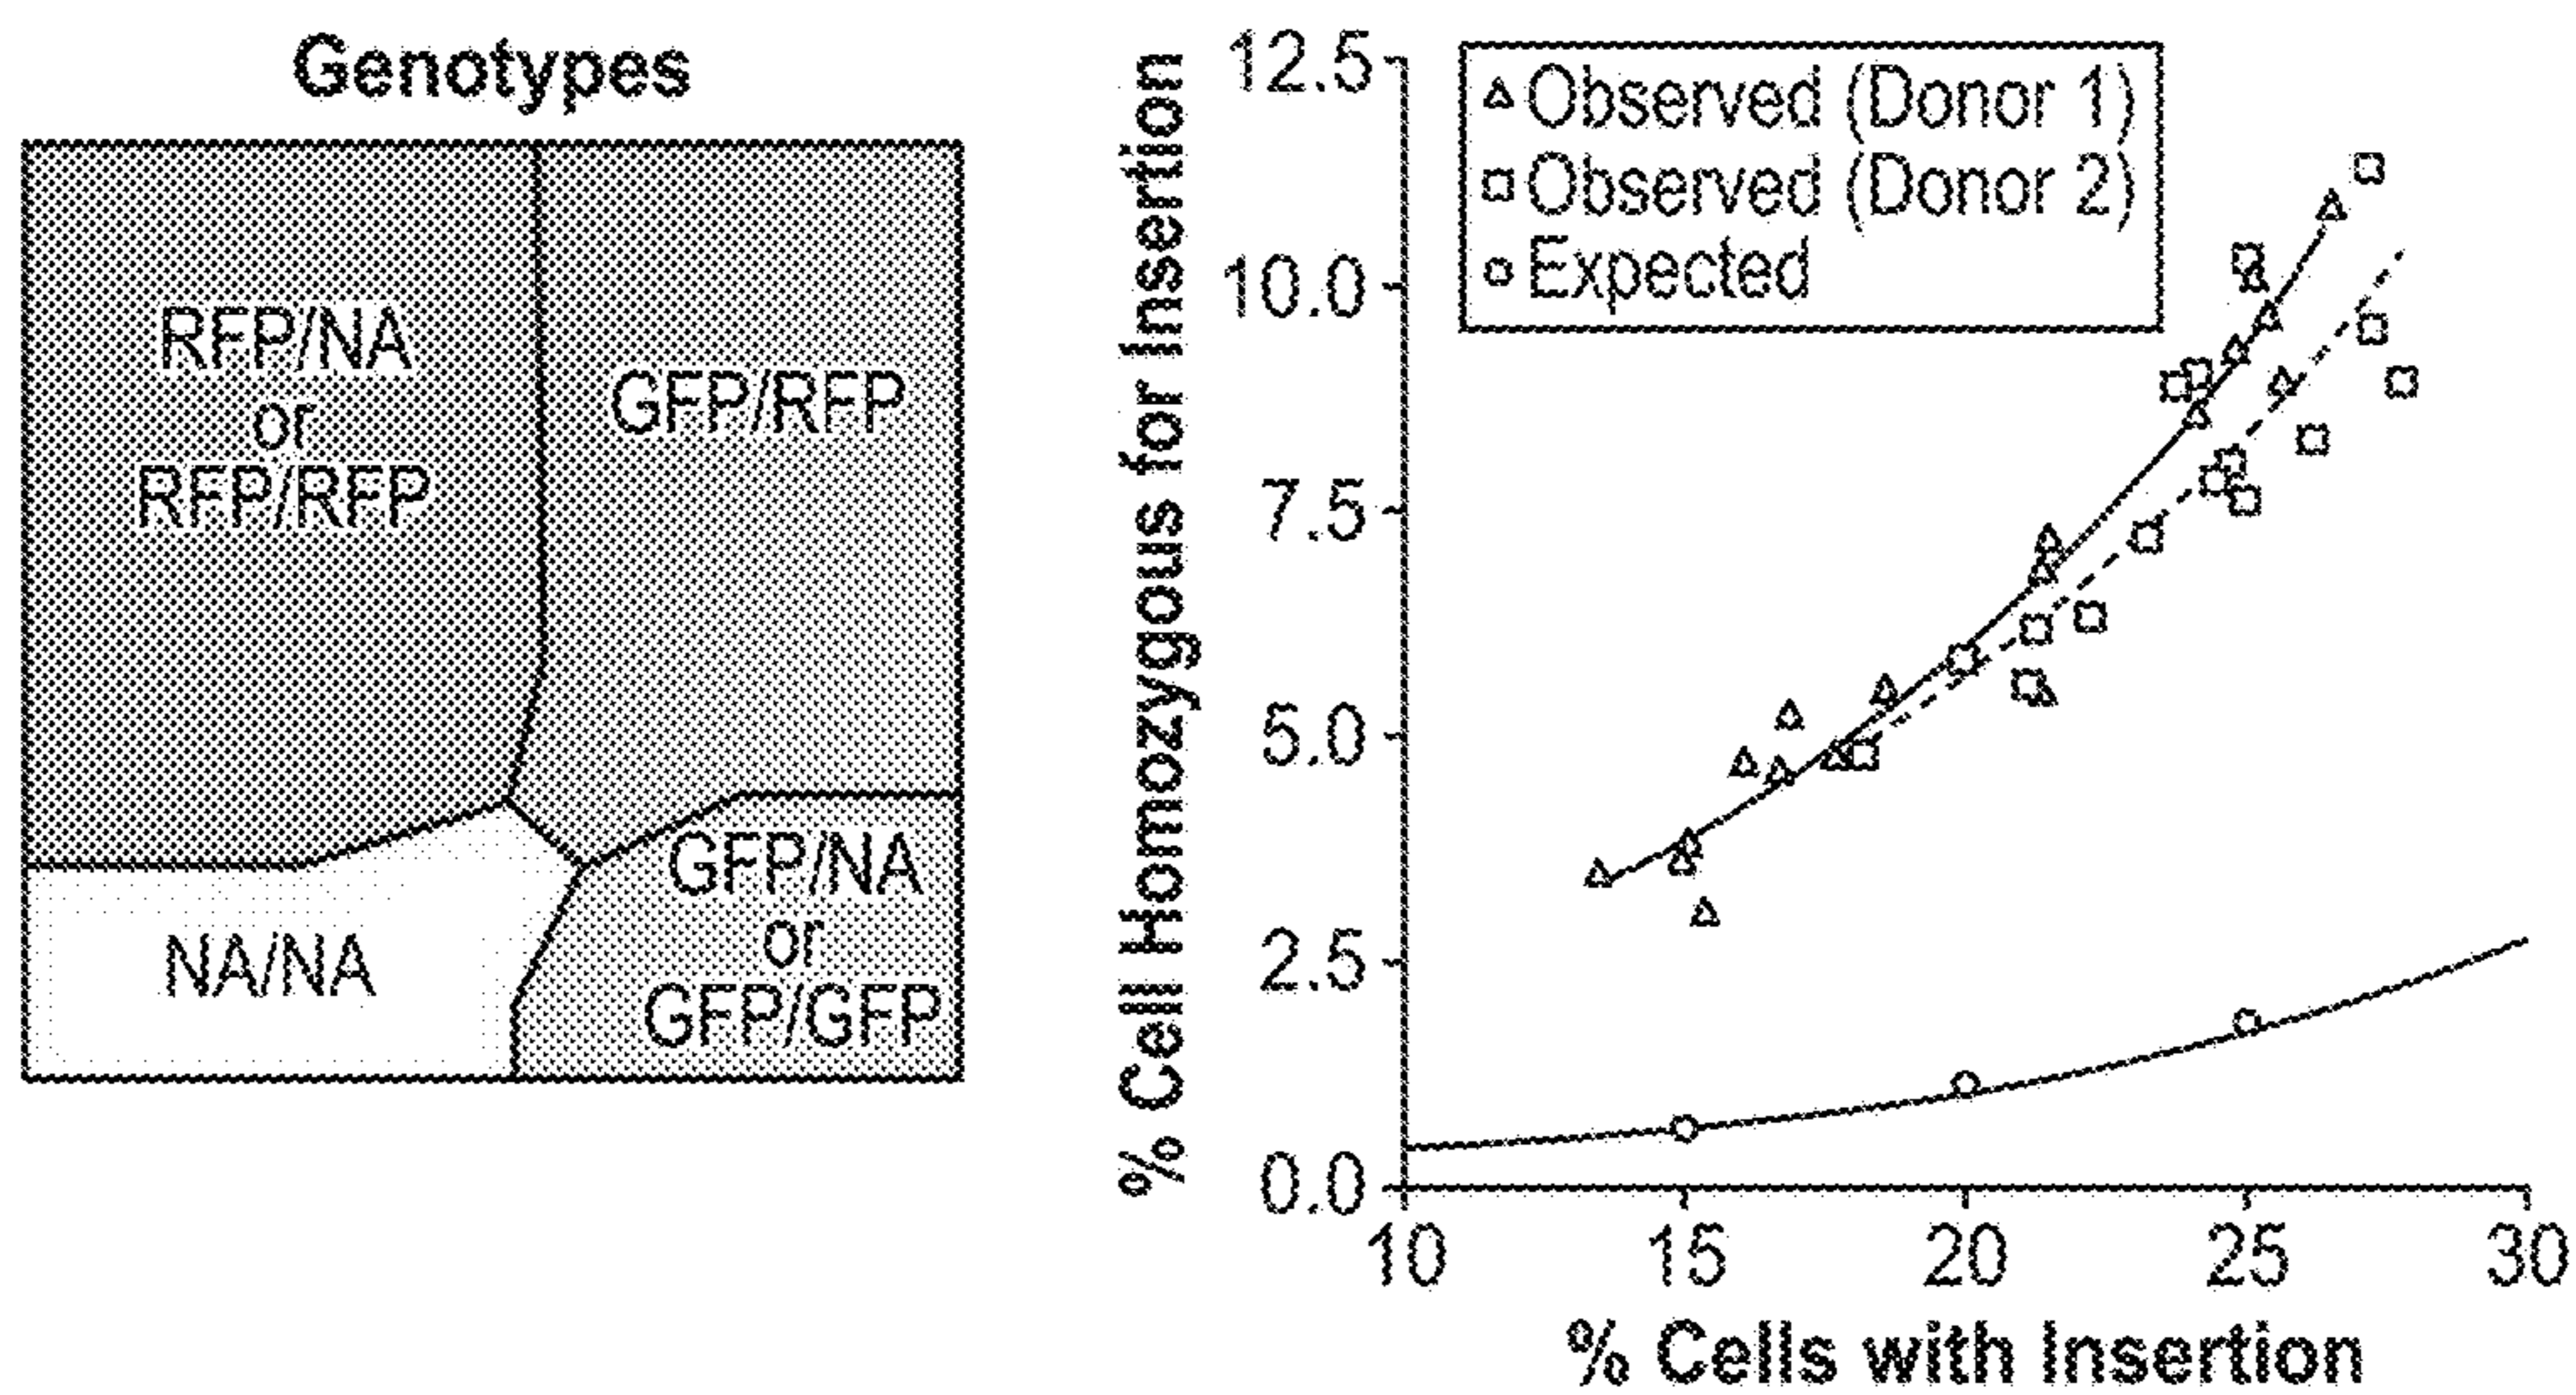 Genotypes
RFP/NA
or
RFP/RFP
GFP/RFP
NA/NA
GFP/NA
or
GFP/GFP
% Cell Homozygous for Insertion
12.5
10.0
7.5
5.0
2.5
0.0
Observed (Donor 1)
Observed (Donor 2)
Expected
10
15
20
25
30
% Cells with Insertion